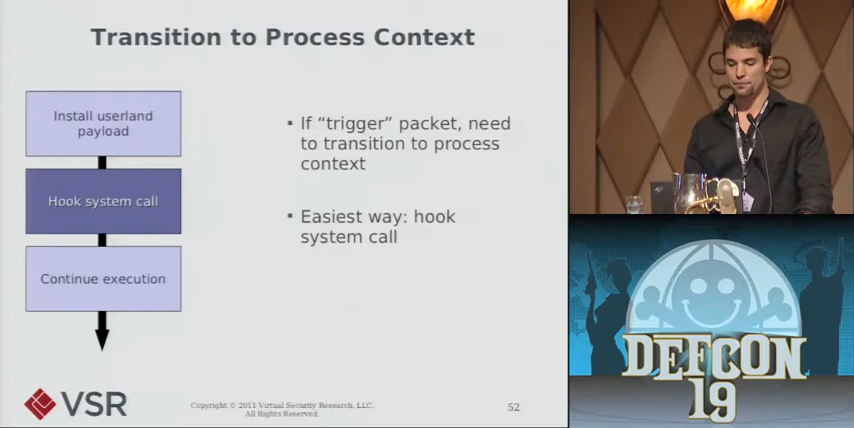 Transition to Process Context
Install userland
payload
Hook system call
Continue execution
▪ If “trigger” packet, need
to transition to process
context
▪ Easiest way: hook
system call
VSR
Copyright © 2011 Virtual Security Research, LLC.
All Rights Reserved.
52
DEFCON
19